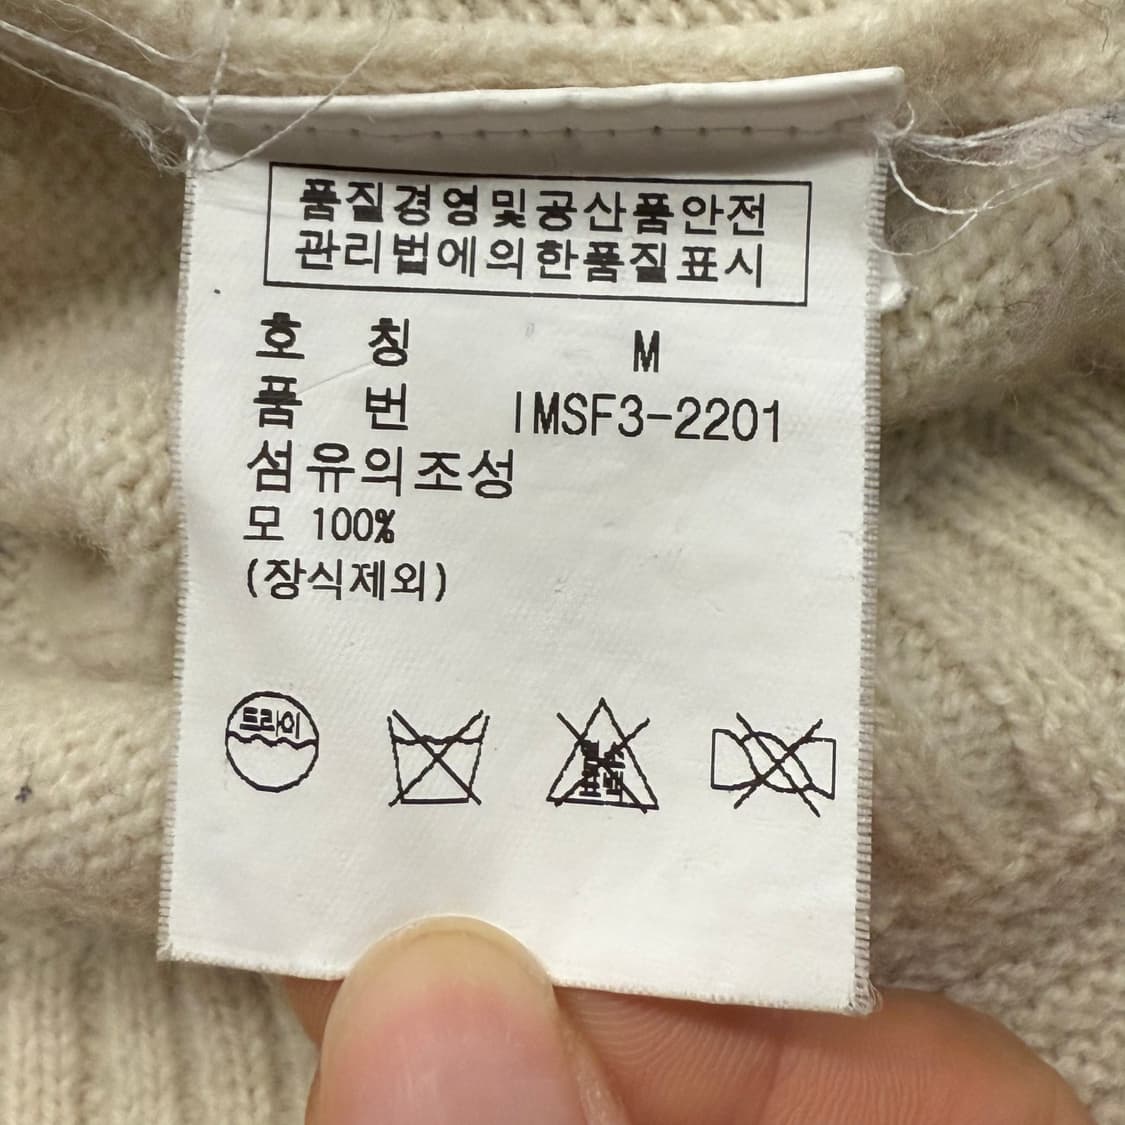 품질경영및공산품안전
관리법에의한품질표시
호 칭 M
품 번 IMSF3-2201
섬유의조성
모 100%
(장식제외)
드라이